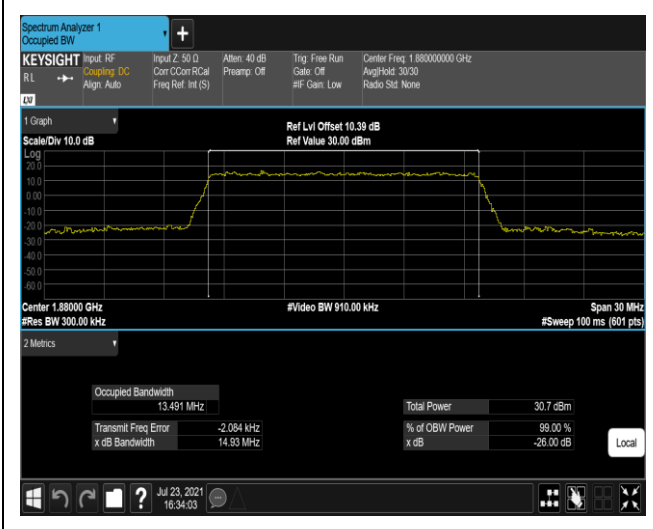 Spectrum Analyzer 1
Occupied BW
+
KEYSIGHT Input: RF Input Z: 50 Ω Atten: 40 dB Trig: Free Run Center Freq: 1.880000000 GHz
R L Coupling: DC Corr CCorr RCal Preamp: Off Gate: Off Avg|Hold: 30/30
Align: Auto Freq Ref: Int (S) #IF Gain: Low Radio Std: None
LXI
1 Graph
Ref Lvl Offset 10.39 dB
Scale/Div 10.0 dB Ref Value 30.00 dBm
Log
20.0
10.0
0.00
-10.0
-20.0
-30.0
-40.0
-50.0
-60.0
Center 1.88000 GHz #Video BW 910.00 kHz Span 30 MHz
#Res BW 300.00 kHz #Sweep 100 ms (601 pts)
2 Metrics
Occupied Bandwidth
13.491 MHz Total Power 30.7 dBm
Transmit Freq Error -2.084 kHz % of OBW Power 99.00 %
x dB Bandwidth 14.93 MHz x dB -26.00 dB
Local
? Jul 23, 2021
16:34:03